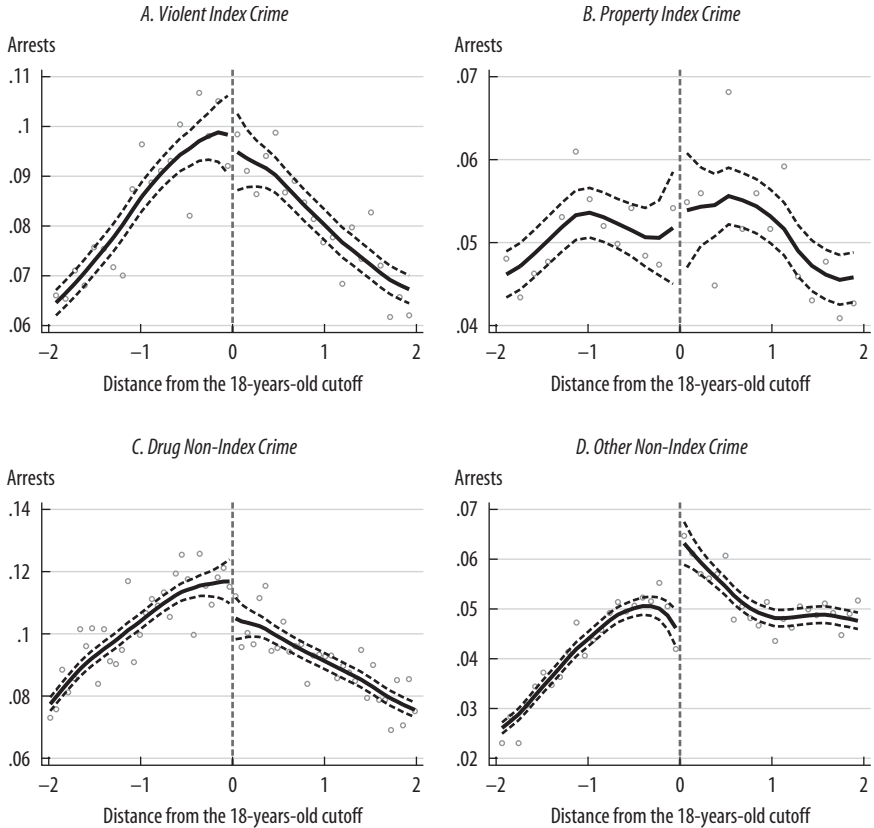 A. Violent Index Crime
Arrests
.11
.1
.09
.08
.07
.06
−2 −1 0 1 2
Distance from the 18-years-old cutoff
B. Property Index Crime
.07
.06
.05
.04
−2 −1 0 1 2
Distance from the 18-years-old cutoff
C. Drug Non-Index Crime
Arrests
.14
.12
.1
.08
.06
−2 −1 0 1 2
Distance from the 18-years-old cutoff
D. Other Non-Index Crime
Arrests
.07
.06
.05
.04
.03
.02
−2 −1 0 1 2
Distance from the 18-years-old cutoff